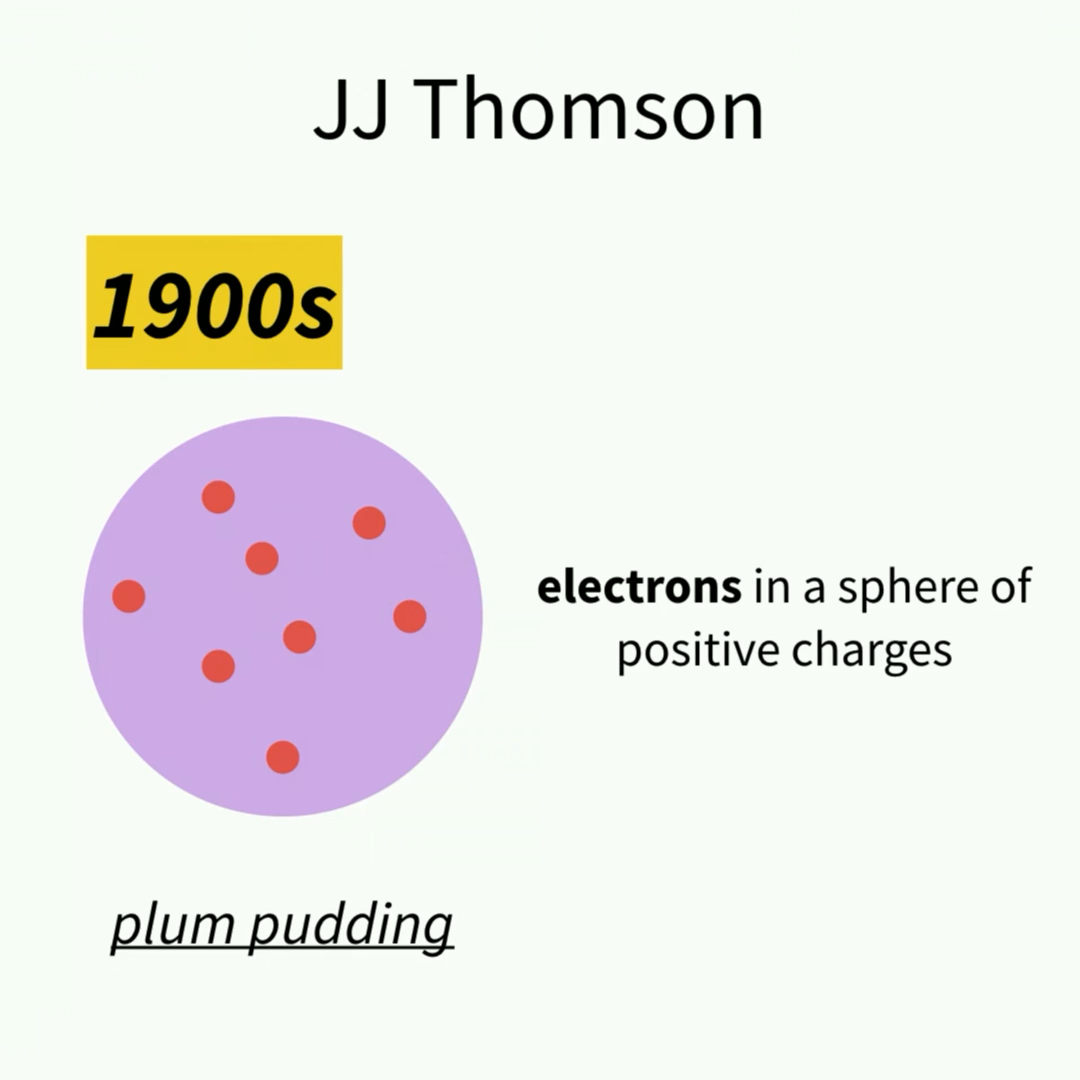 JJ Thomson
1900s
electrons in a sphere of
positive charges
plum pudding